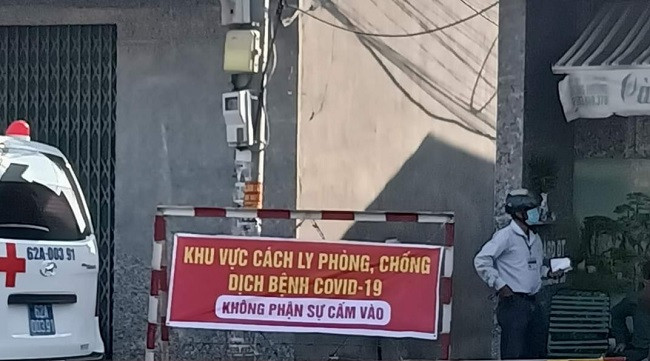 KHU VỰC CÁCH LY PHÒNG, CHỐNG
DỊCH BỆNH COVID-19
KHÔNG PHẬN SỰ CẤM VÀO
62A-003 91
62A
003.91